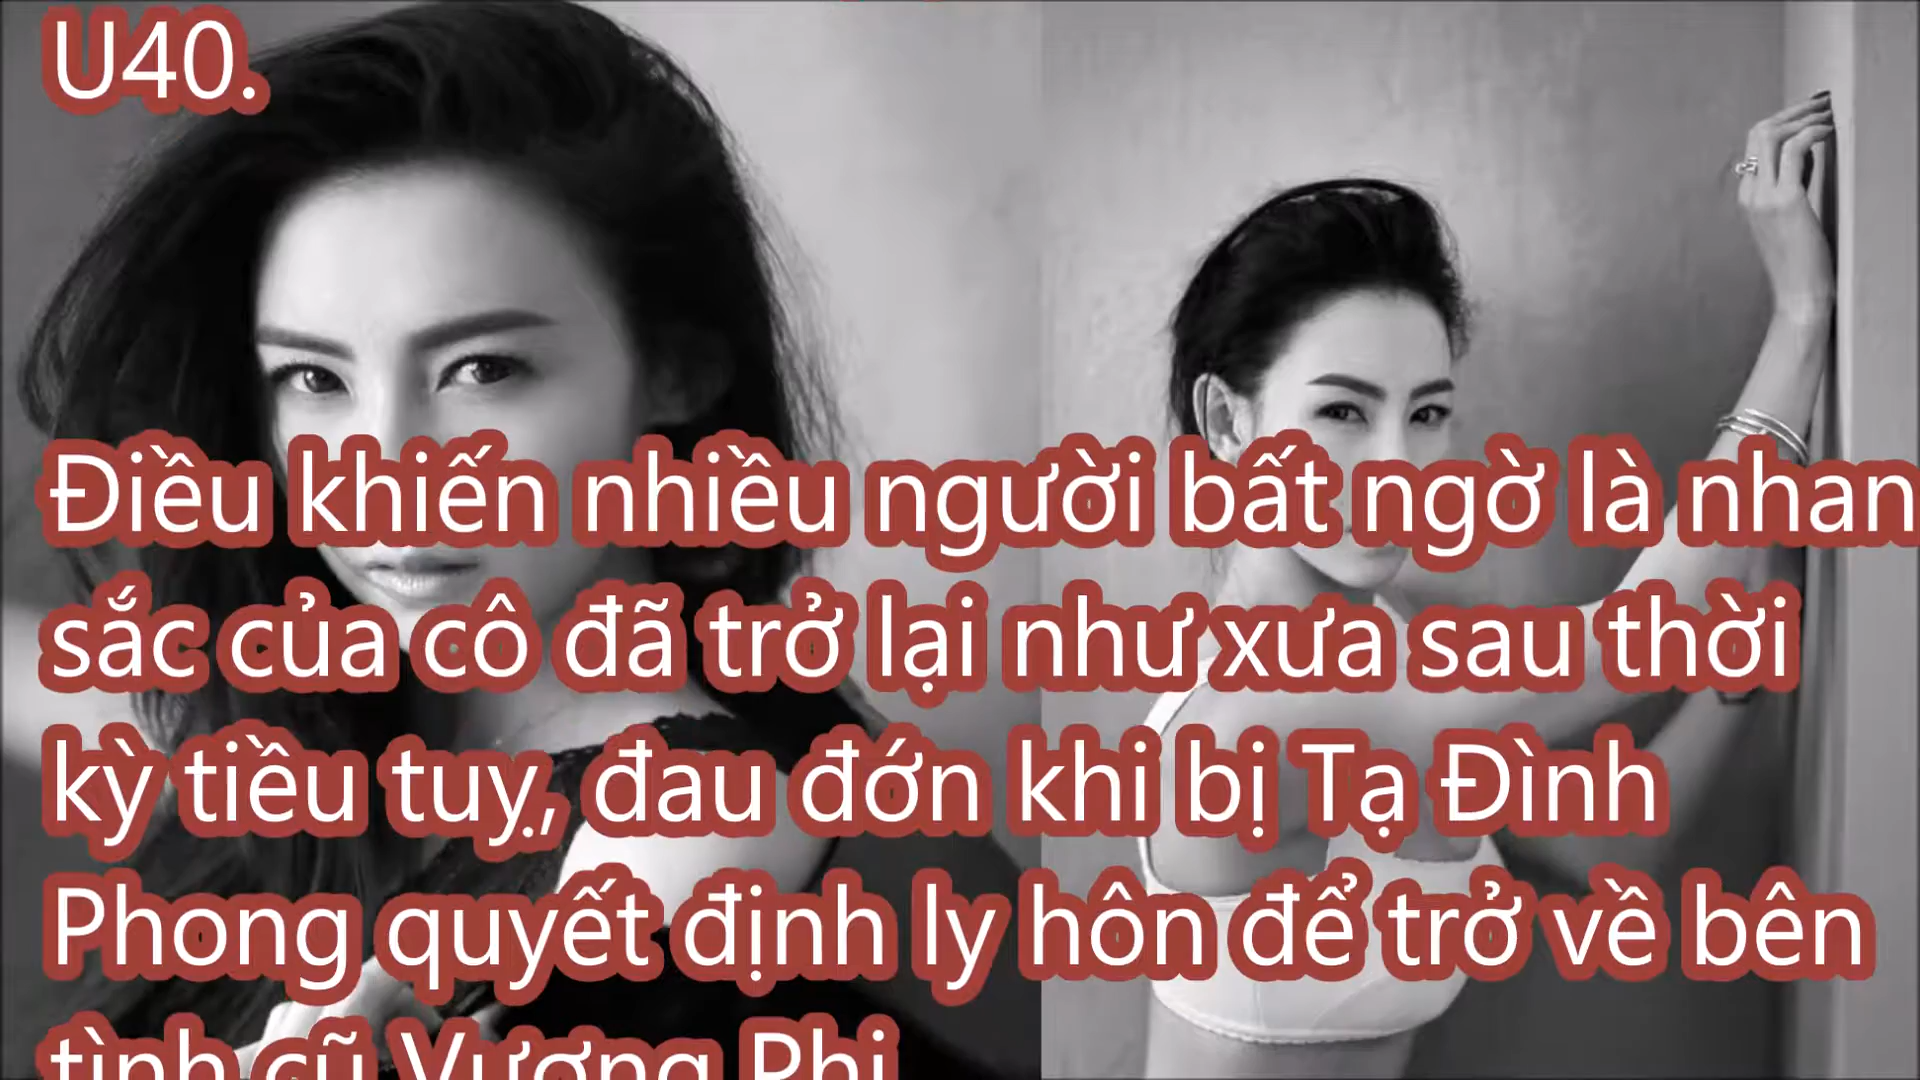 U40.
Điều khiến nhiều người bất ngờ là nhan
sắc của cô đã trở lại như xưa sau thời
kỳ tiều tuỵ, đau đớn khi bị Tạ Đình
Phong quyết định ly hôn để trở về bên
tình cũ Vương Phi